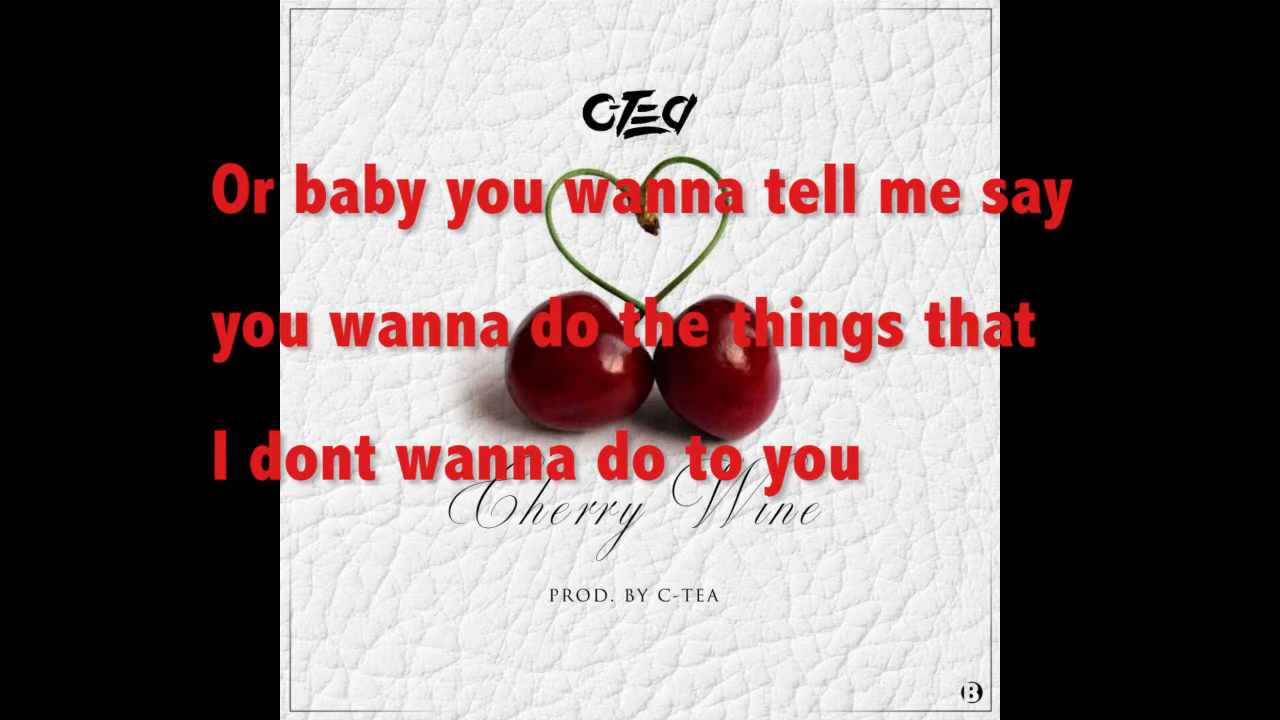 C-TEA
Or baby you wanna tell me say
you wanna do the things that
I dont wanna do to you
Cherry Wine
PROD. BY C-TEA
B